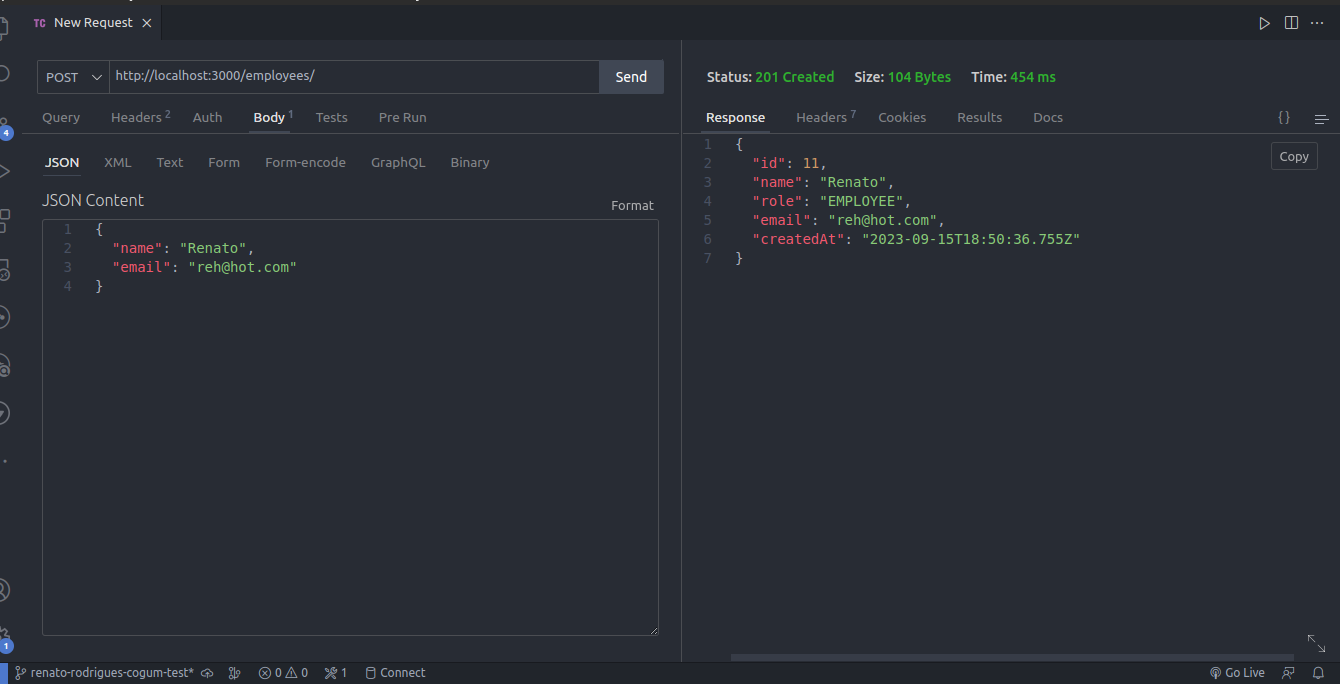 TC New Request
POST http://localhost:3000/employees/ Send
Query Headers 2 Auth Body 1 Tests Pre Run
JSON XML Text Form Form-encode GraphQL Binary
JSON Content
Format
1 {
2 "name": "Renato",
3 "email": "reh@hot.com"
4 }
Status: 201 Created Size: 104 Bytes Time: 454 ms
Response Headers 7 Cookies Results Docs {}
Copy
1 {
2 "id": 11,
3 "name": "Renato",
4 "role": "EMPLOYEE",
5 "email": "reh@hot.com",
6 "createdAt": "2023-09-15T18:50:36.755Z"
7 }
4
1
renato-rodrigues-cogum-test* 0 0 1 Connect Go Live